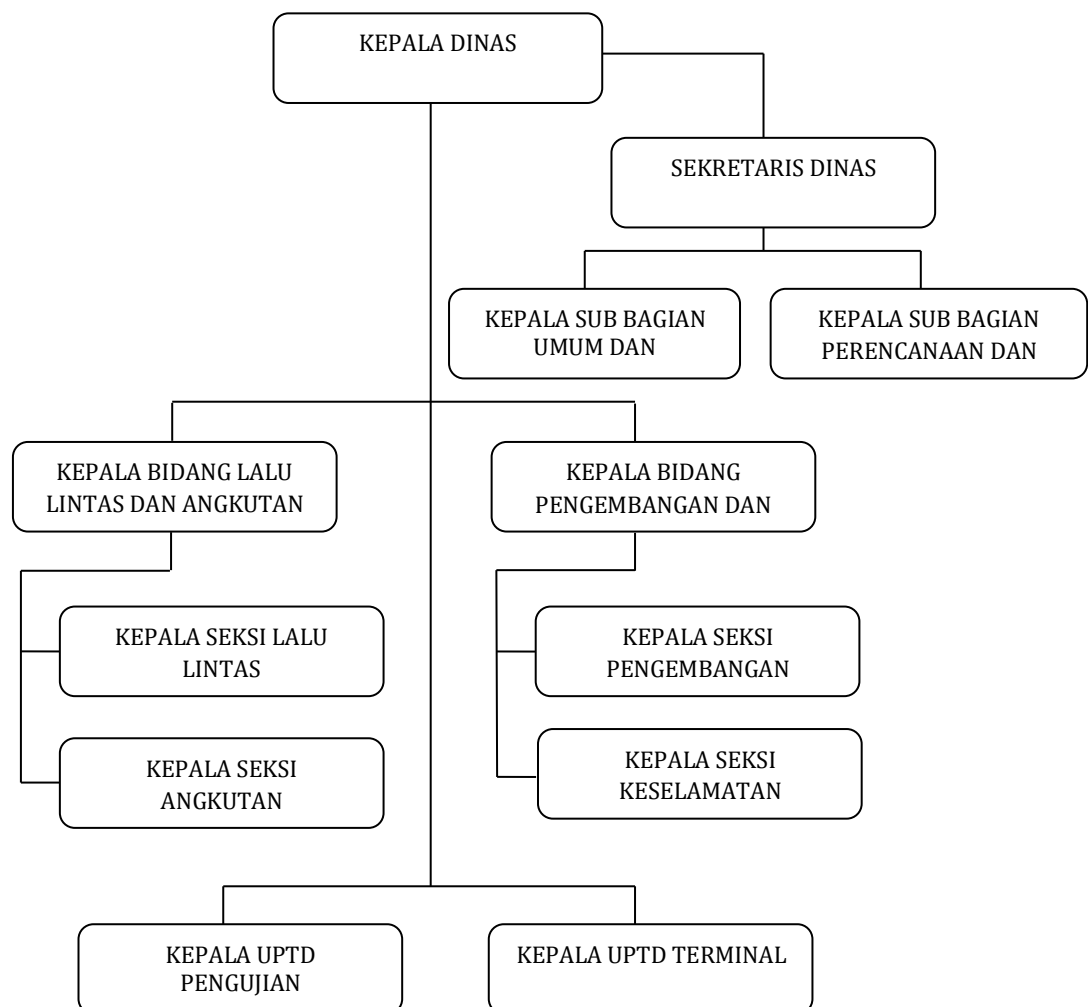 KEPALA DINAS
SEKRETARIS DINAS
KEPALA SUB BAGIAN
UMUM DAN
KEPALA SUB BAGIAN
PERENCANAAN DAN
KEPALA BIDANG LALU
LINTAS DAN ANGKUTAN
KEPALA BIDANG
PENGEMBANGAN DAN
KEPALA SEKSI LALU
LINTAS
KEPALA SEKSI
PENGEMBANGAN
KEPALA SEKSI
ANGKUTAN
KEPALA SEKSI
KESELAMATAN
KEPALA UPTD
PENGUJIAN
KEPALA UPTD TERMINAL